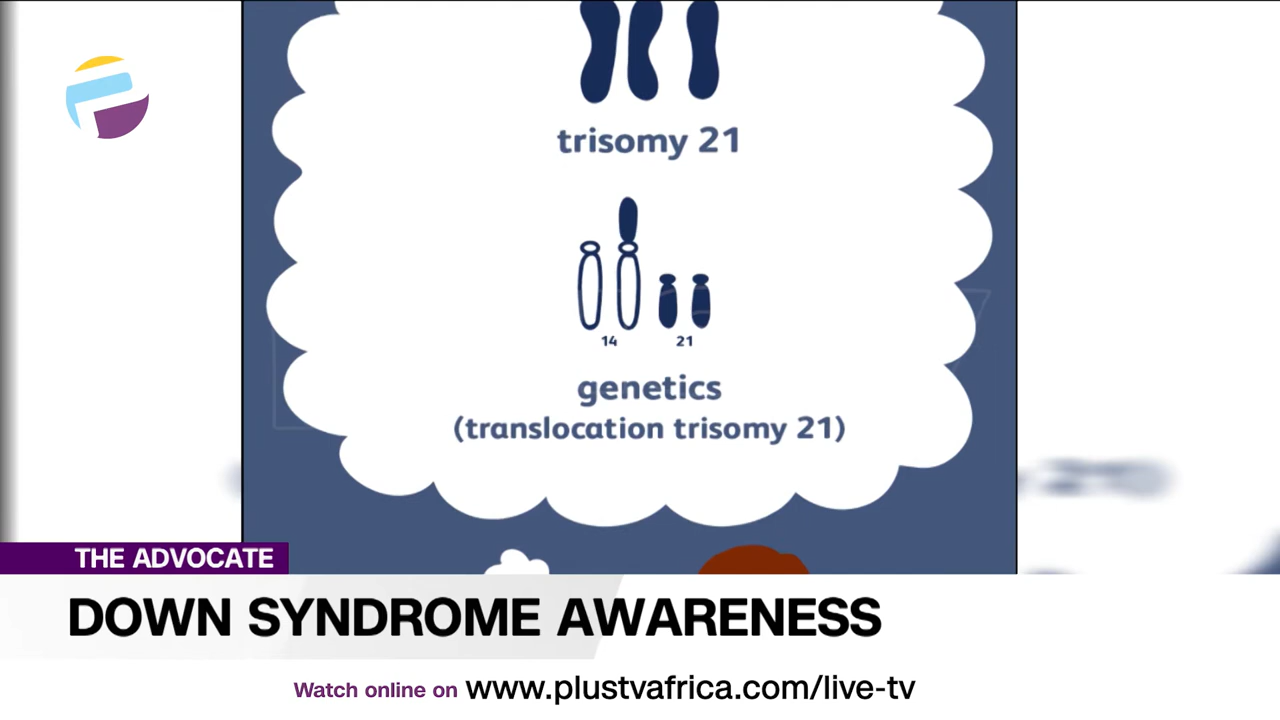 trisomy 21
14
21
genetics
(translocation trisomy 21)
THE ADVOCATE
DOWN SYNDROME AWARENESS
Watch online on www.plustvafrica.com/live-tv